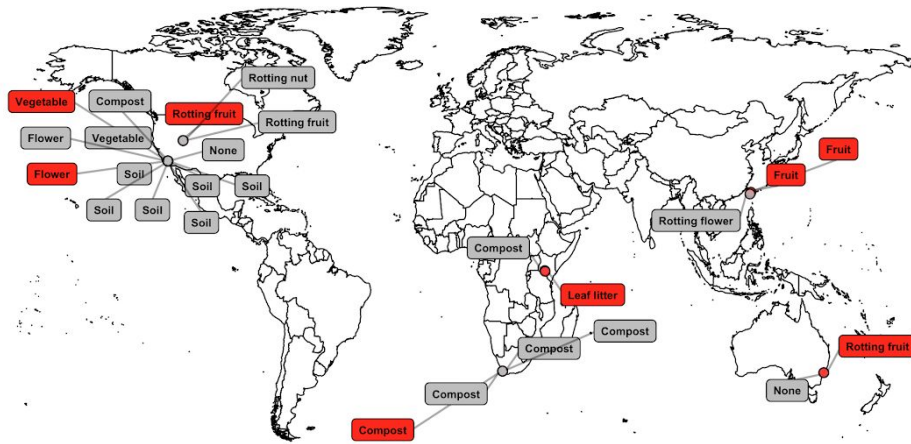 Rotting nut
Vegetable
Compost
Rotting fruit
Rotting fruit
Flower
Vegetable
None
Fruit
Flower
Soil
Soil
Soil
Fruit
Soil
Soil
Soil
Rotting flower
Compost
Leaf litter
Compost
Compost
Rotting fruit
Compost
None
Compost